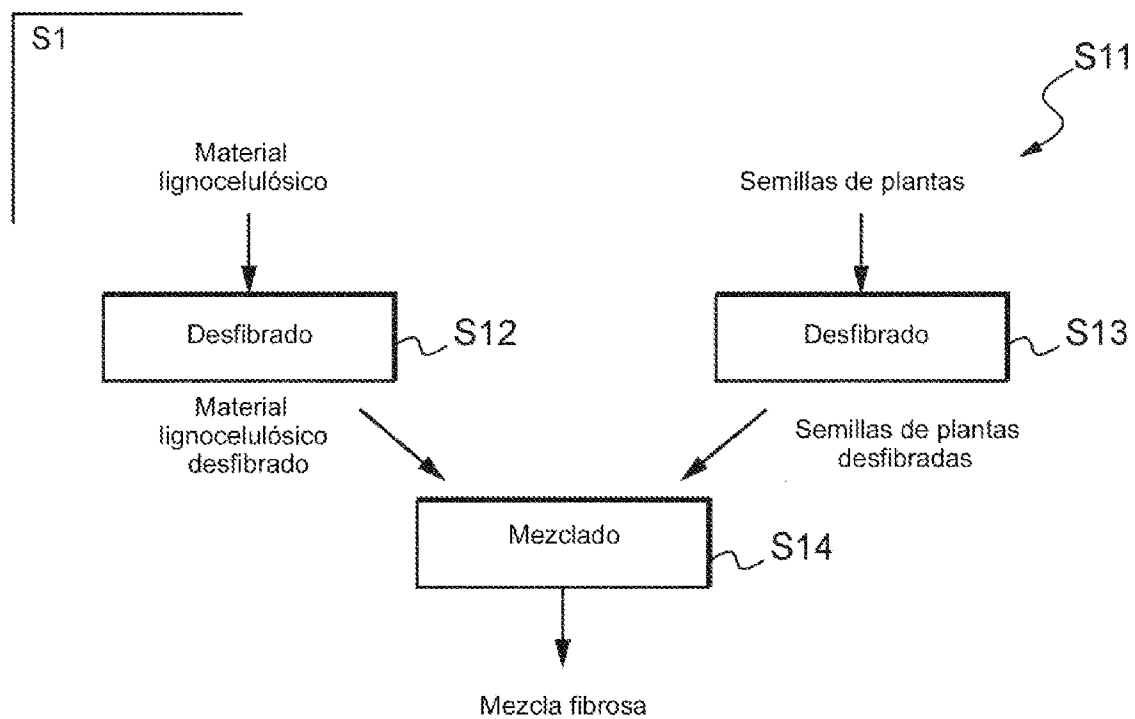 S1
S11
Material
lignocelulósico
Semillas de plantas
Desfibrado
S12
Desfibrado
S13
Material
lignocelulósico
desfibrado
Semillas de plantas
desfibradas
Mezclado
S14
Mezcla fibrosa